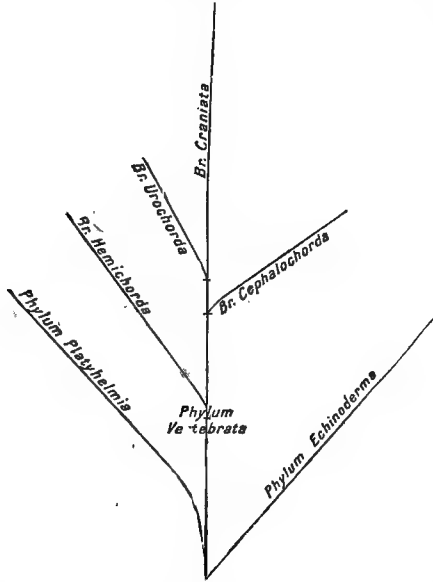 Br. Craniata
Br. Urochorda
Br. Hemichorda
Br. Cephalochorda
Phylum Platyhelmia
Phylum
Vertebrata
Phylum Echinoderma